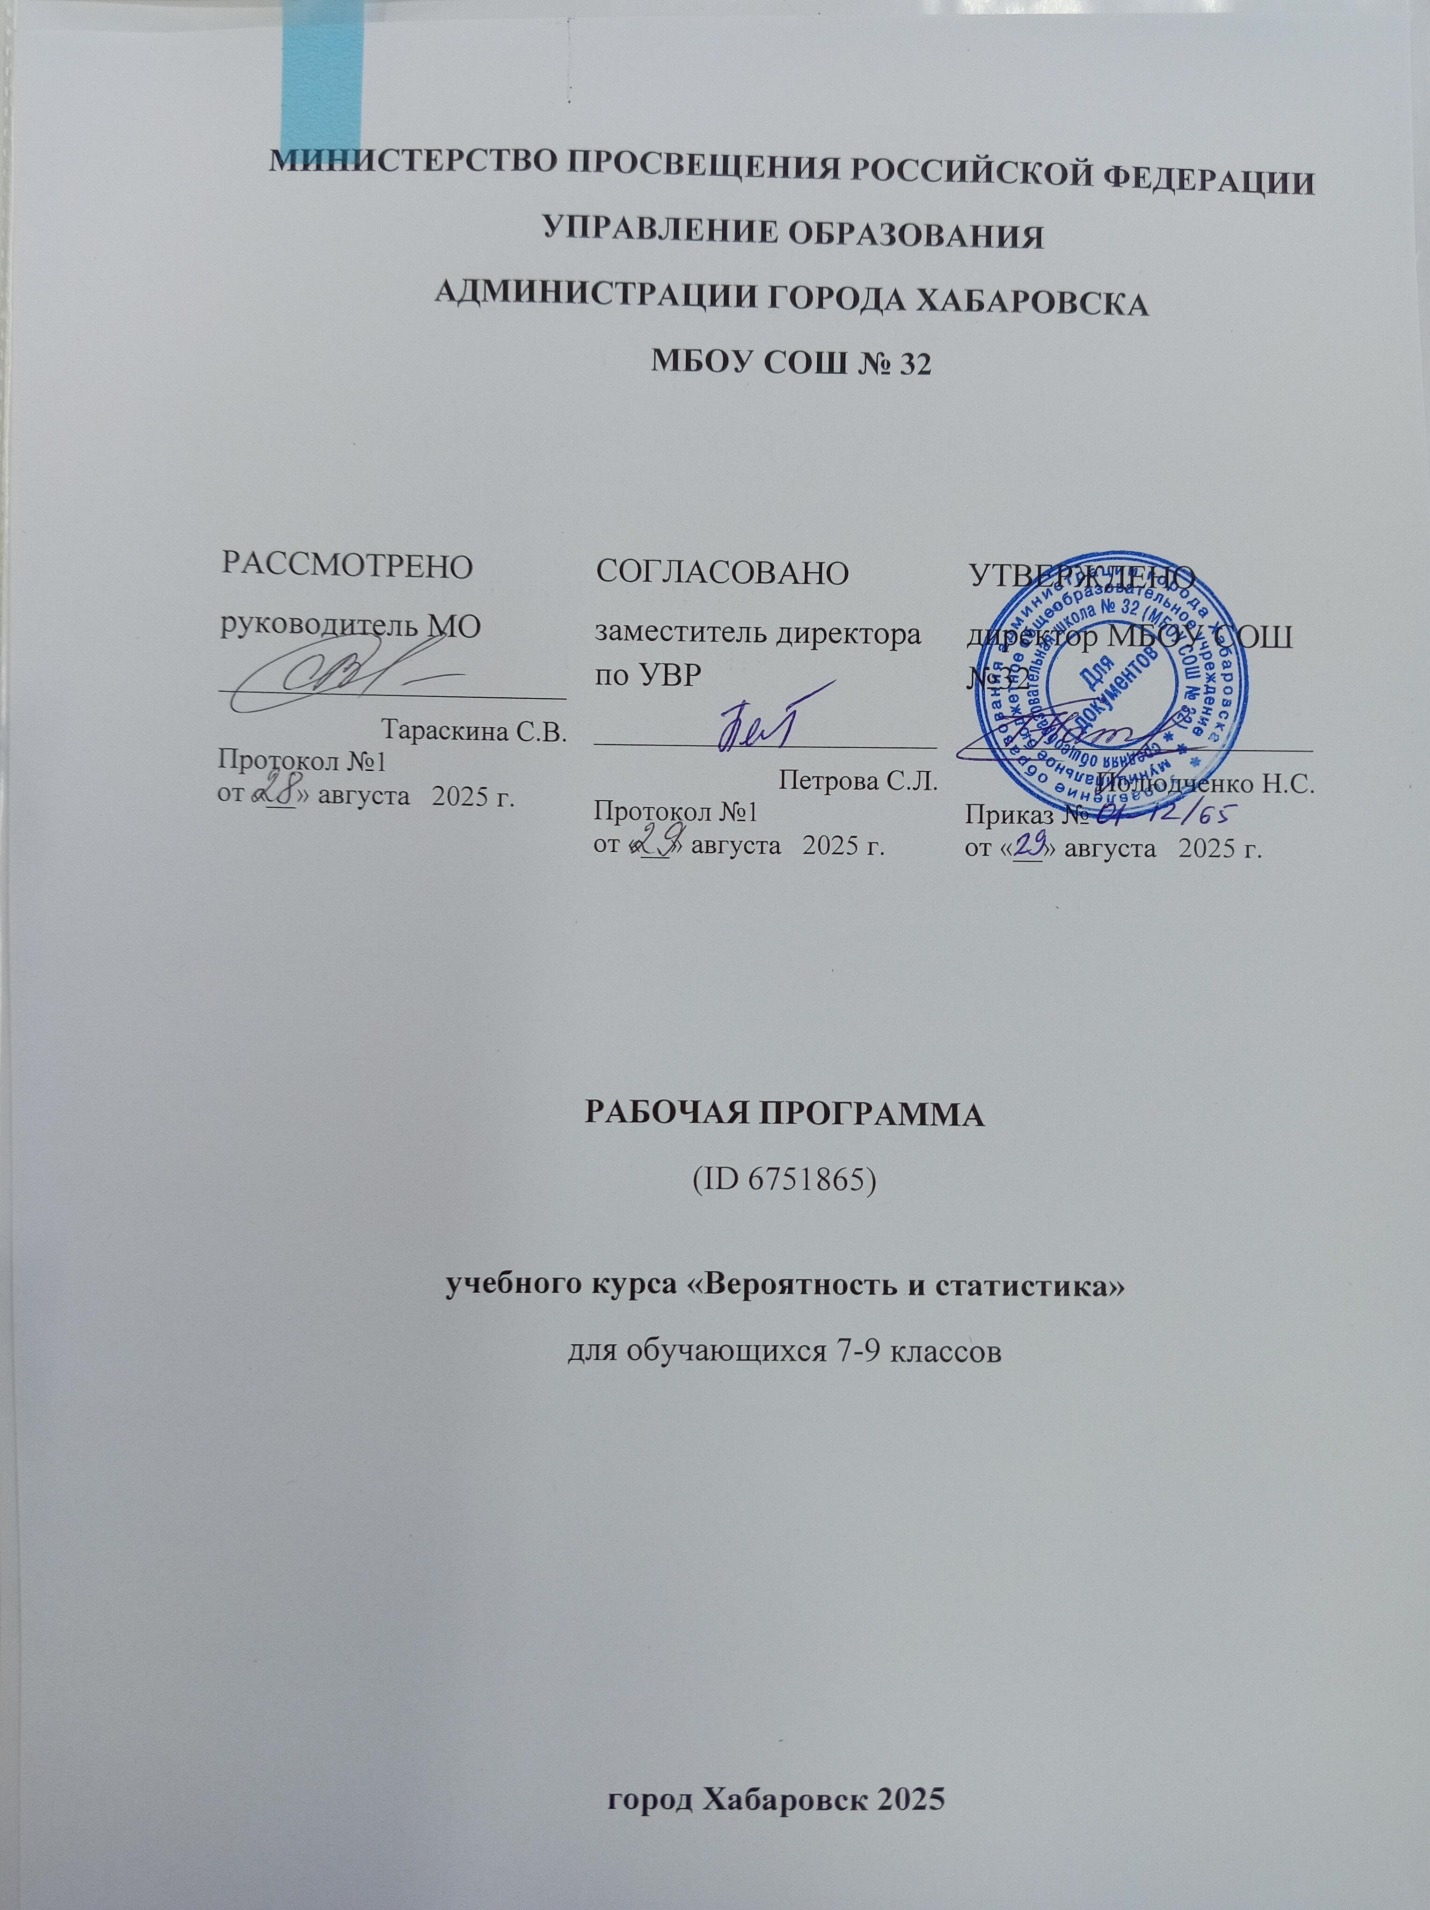 МИНИСТЕРСТВО ПРОСВЕЩЕНИЯ РОССИЙСКОЙ ФЕДЕРАЦИИ
УПРАВЛЕНИЕ ОБРАЗОВАНИЯ
АДМИНИСТРАЦИИ ГОРОДА ХАБАРОВСКА
МБОУ СОШ № 32
РАССМОТРЕНО
руководитель МО
Тараскина С.В.
Протокол №1
от «28» августа 2025 г.
СОГЛАСОВАНО
заместитель директора
по УВР
Петрова С.Л.
Протокол №1
от «29» августа 2025 г.
УТВЕРЖДЕНО
директор МБОУ СОШ
№ 32
Полюдченко Н.С.
Приказ № 01-12/65
от «29» августа 2025 г.
Для
документов
РАБОЧАЯ ПРОГРАММА
(ID 6751865)
учебного курса «Вероятность и статистика»
для обучающихся 7-9 классов
город Хабаровск 2025